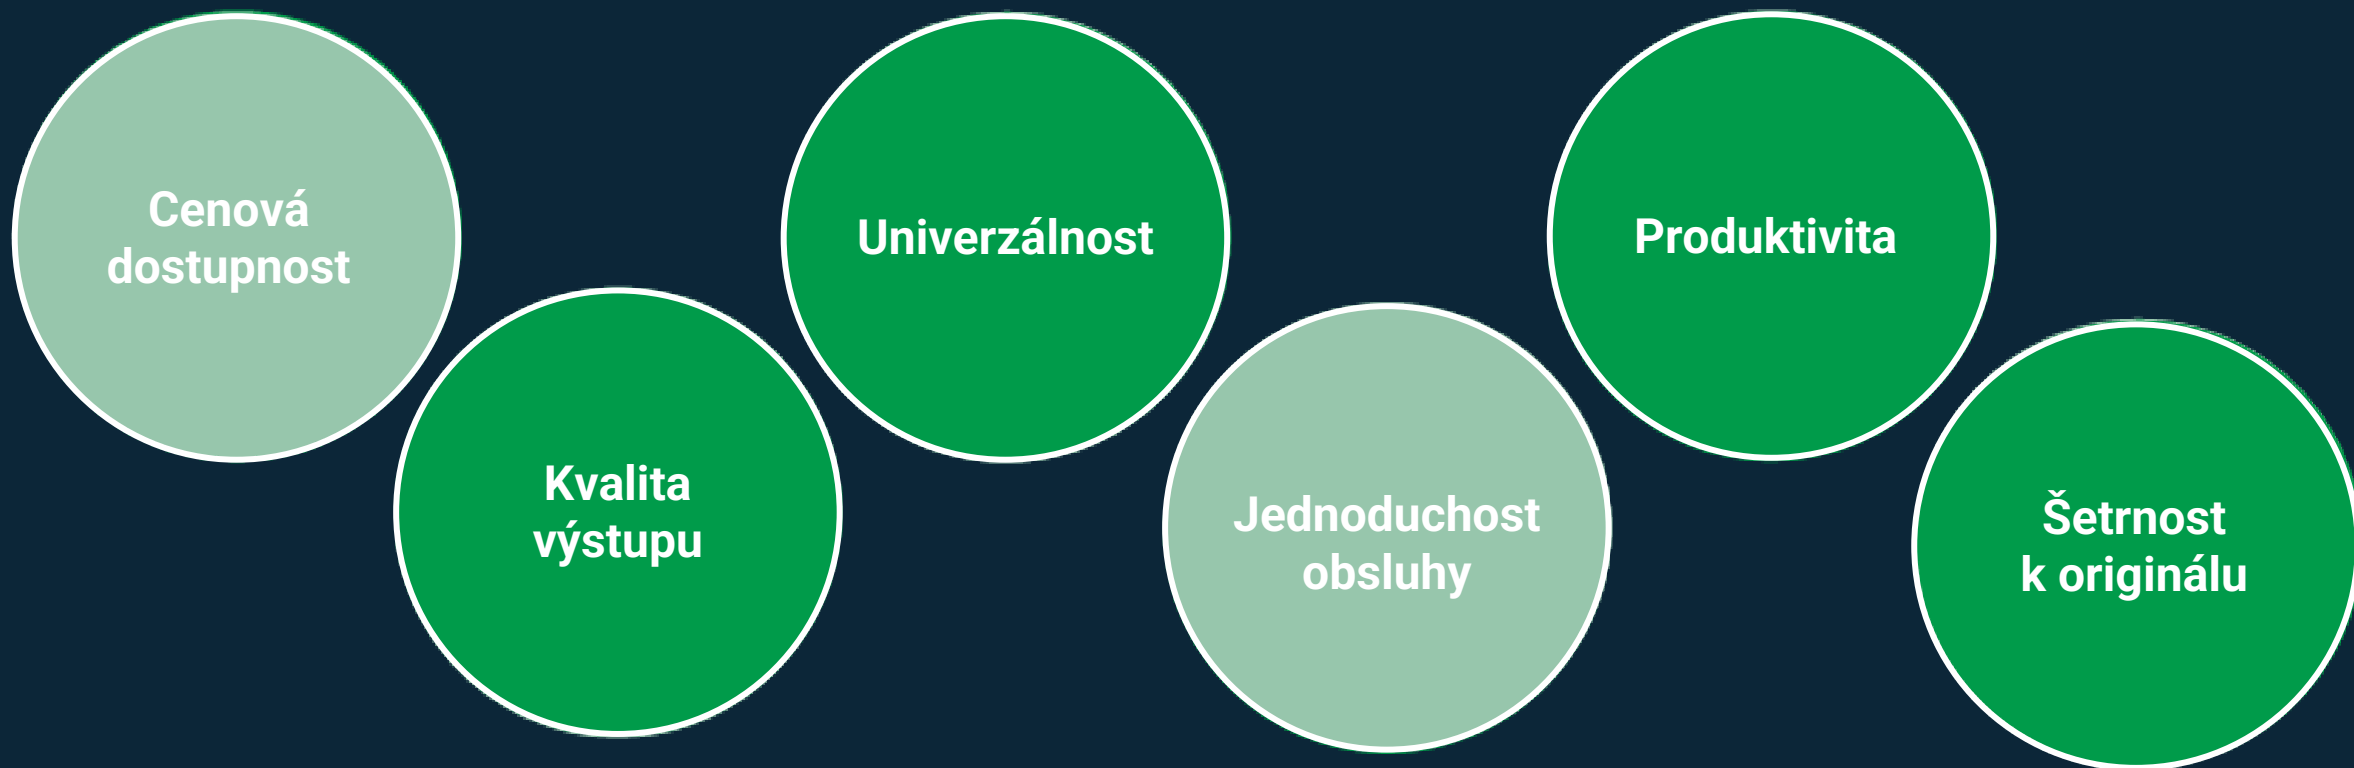 Cenová
dostupnost
Kvalita
výstupu
Univerzálnost
Jednoduchost
obsluhy
Produktivita
Šetrnost
k originálu